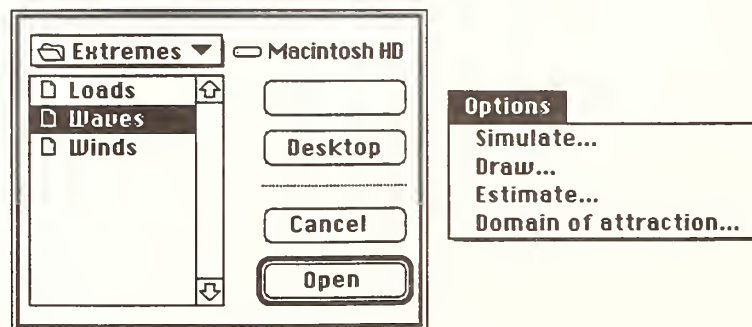 Extremes
Macintosh HD
Loads
Waves
Winds
Desktop
Cancel
Open
Options
Simulate...
Draw...
Estimate...
Domain of attraction...